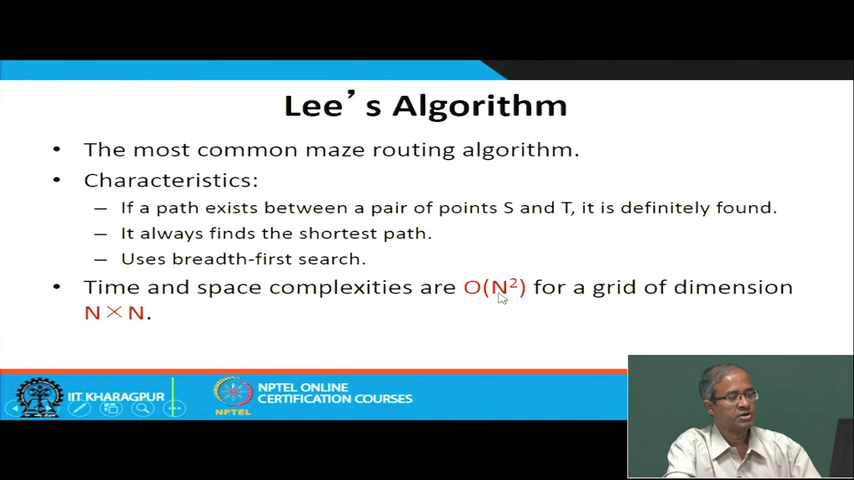 Lee's Algorithm
• The most common maze routing algorithm.
• Characteristics:
– If a path exists between a pair of points S and T, it is definitely found.
– It always finds the shortest path.
– Uses breadth-first search.
• Time and space complexities are O(N²) for a grid of dimension
N × N.
IIT KHARAGPUR
NPTEL
NPTEL ONLINE
CERTIFICATION COURSES